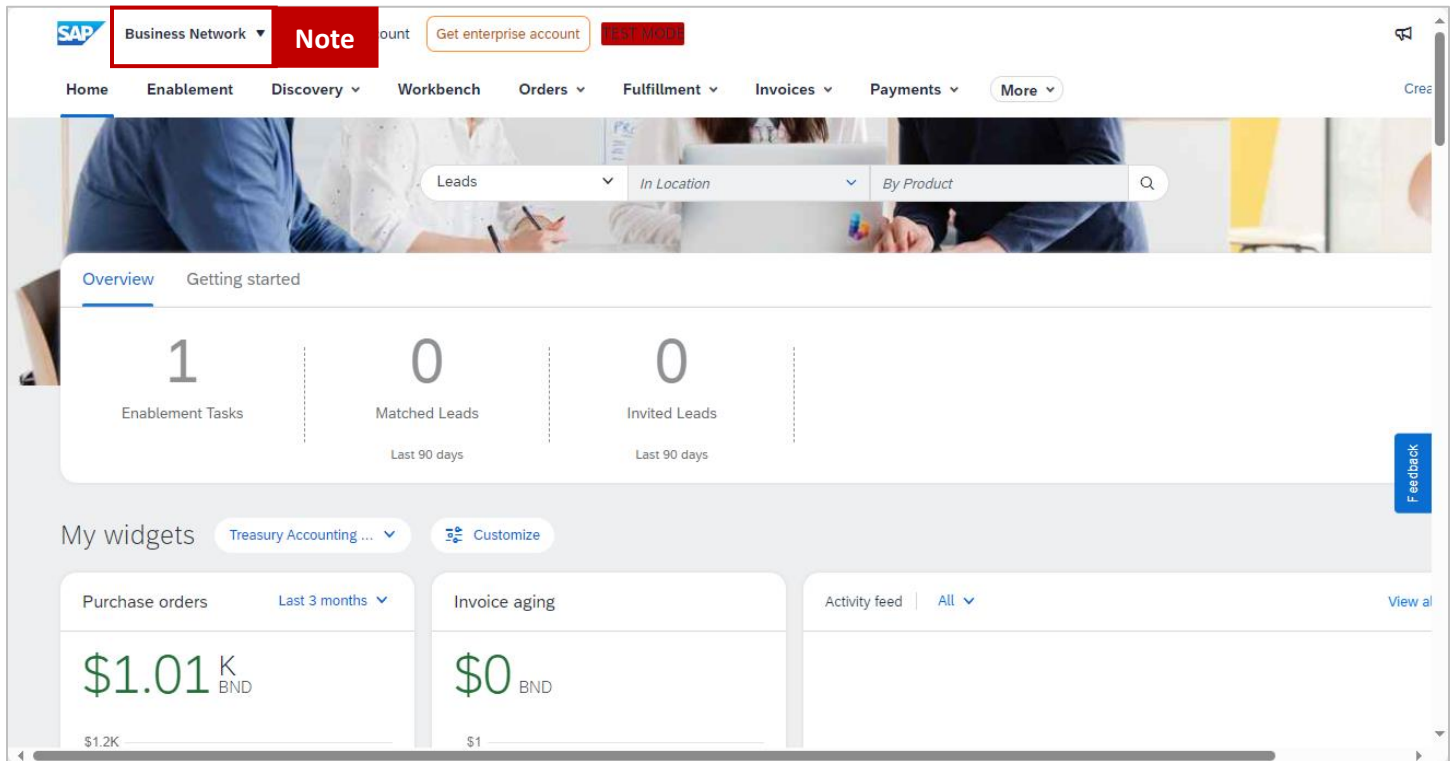 SAP Business Network Note ount Get enterprise account TEST MODE
Home Enablement Discovery Workbench Orders Fulfillment Invoices Payments More Crea
Leads In Location By Product
Overview Getting started
1 0 0
Enablement Tasks Matched Leads Invited Leads
Last 90 days Last 90 days
Feedback
My widgets Treasury Accounting ... Customize
Purchase orders Last 3 months Invoice aging Activity feed All View al
$1.01 K BND $0 BND
$1.2K $1